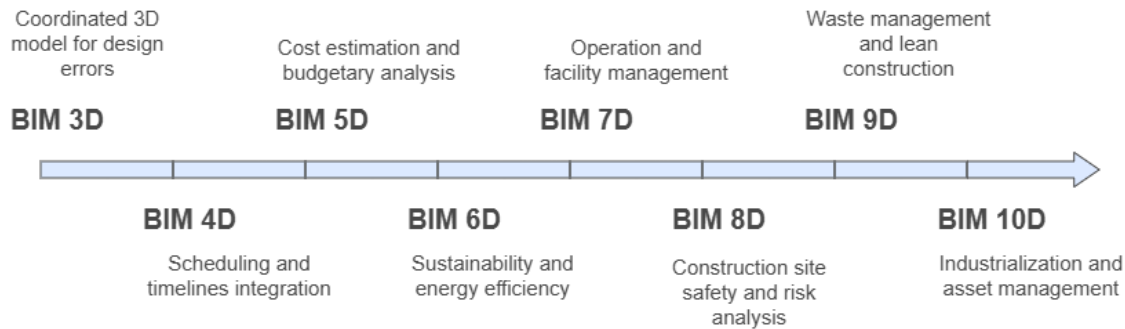 Coordinated 3D
model for design
errors
BIM 3D
Cost estimation and
budgetary analysis
BIM 5D
Operation and
facility management
BIM 7D
Waste management
and lean
construction
BIM 9D
BIM 4D
Scheduling and
timelines integration
BIM 6D
Sustainability and
energy efficiency
BIM 8D
Construction site
safety and risk
analysis
BIM 10D
Industrialization and
asset management